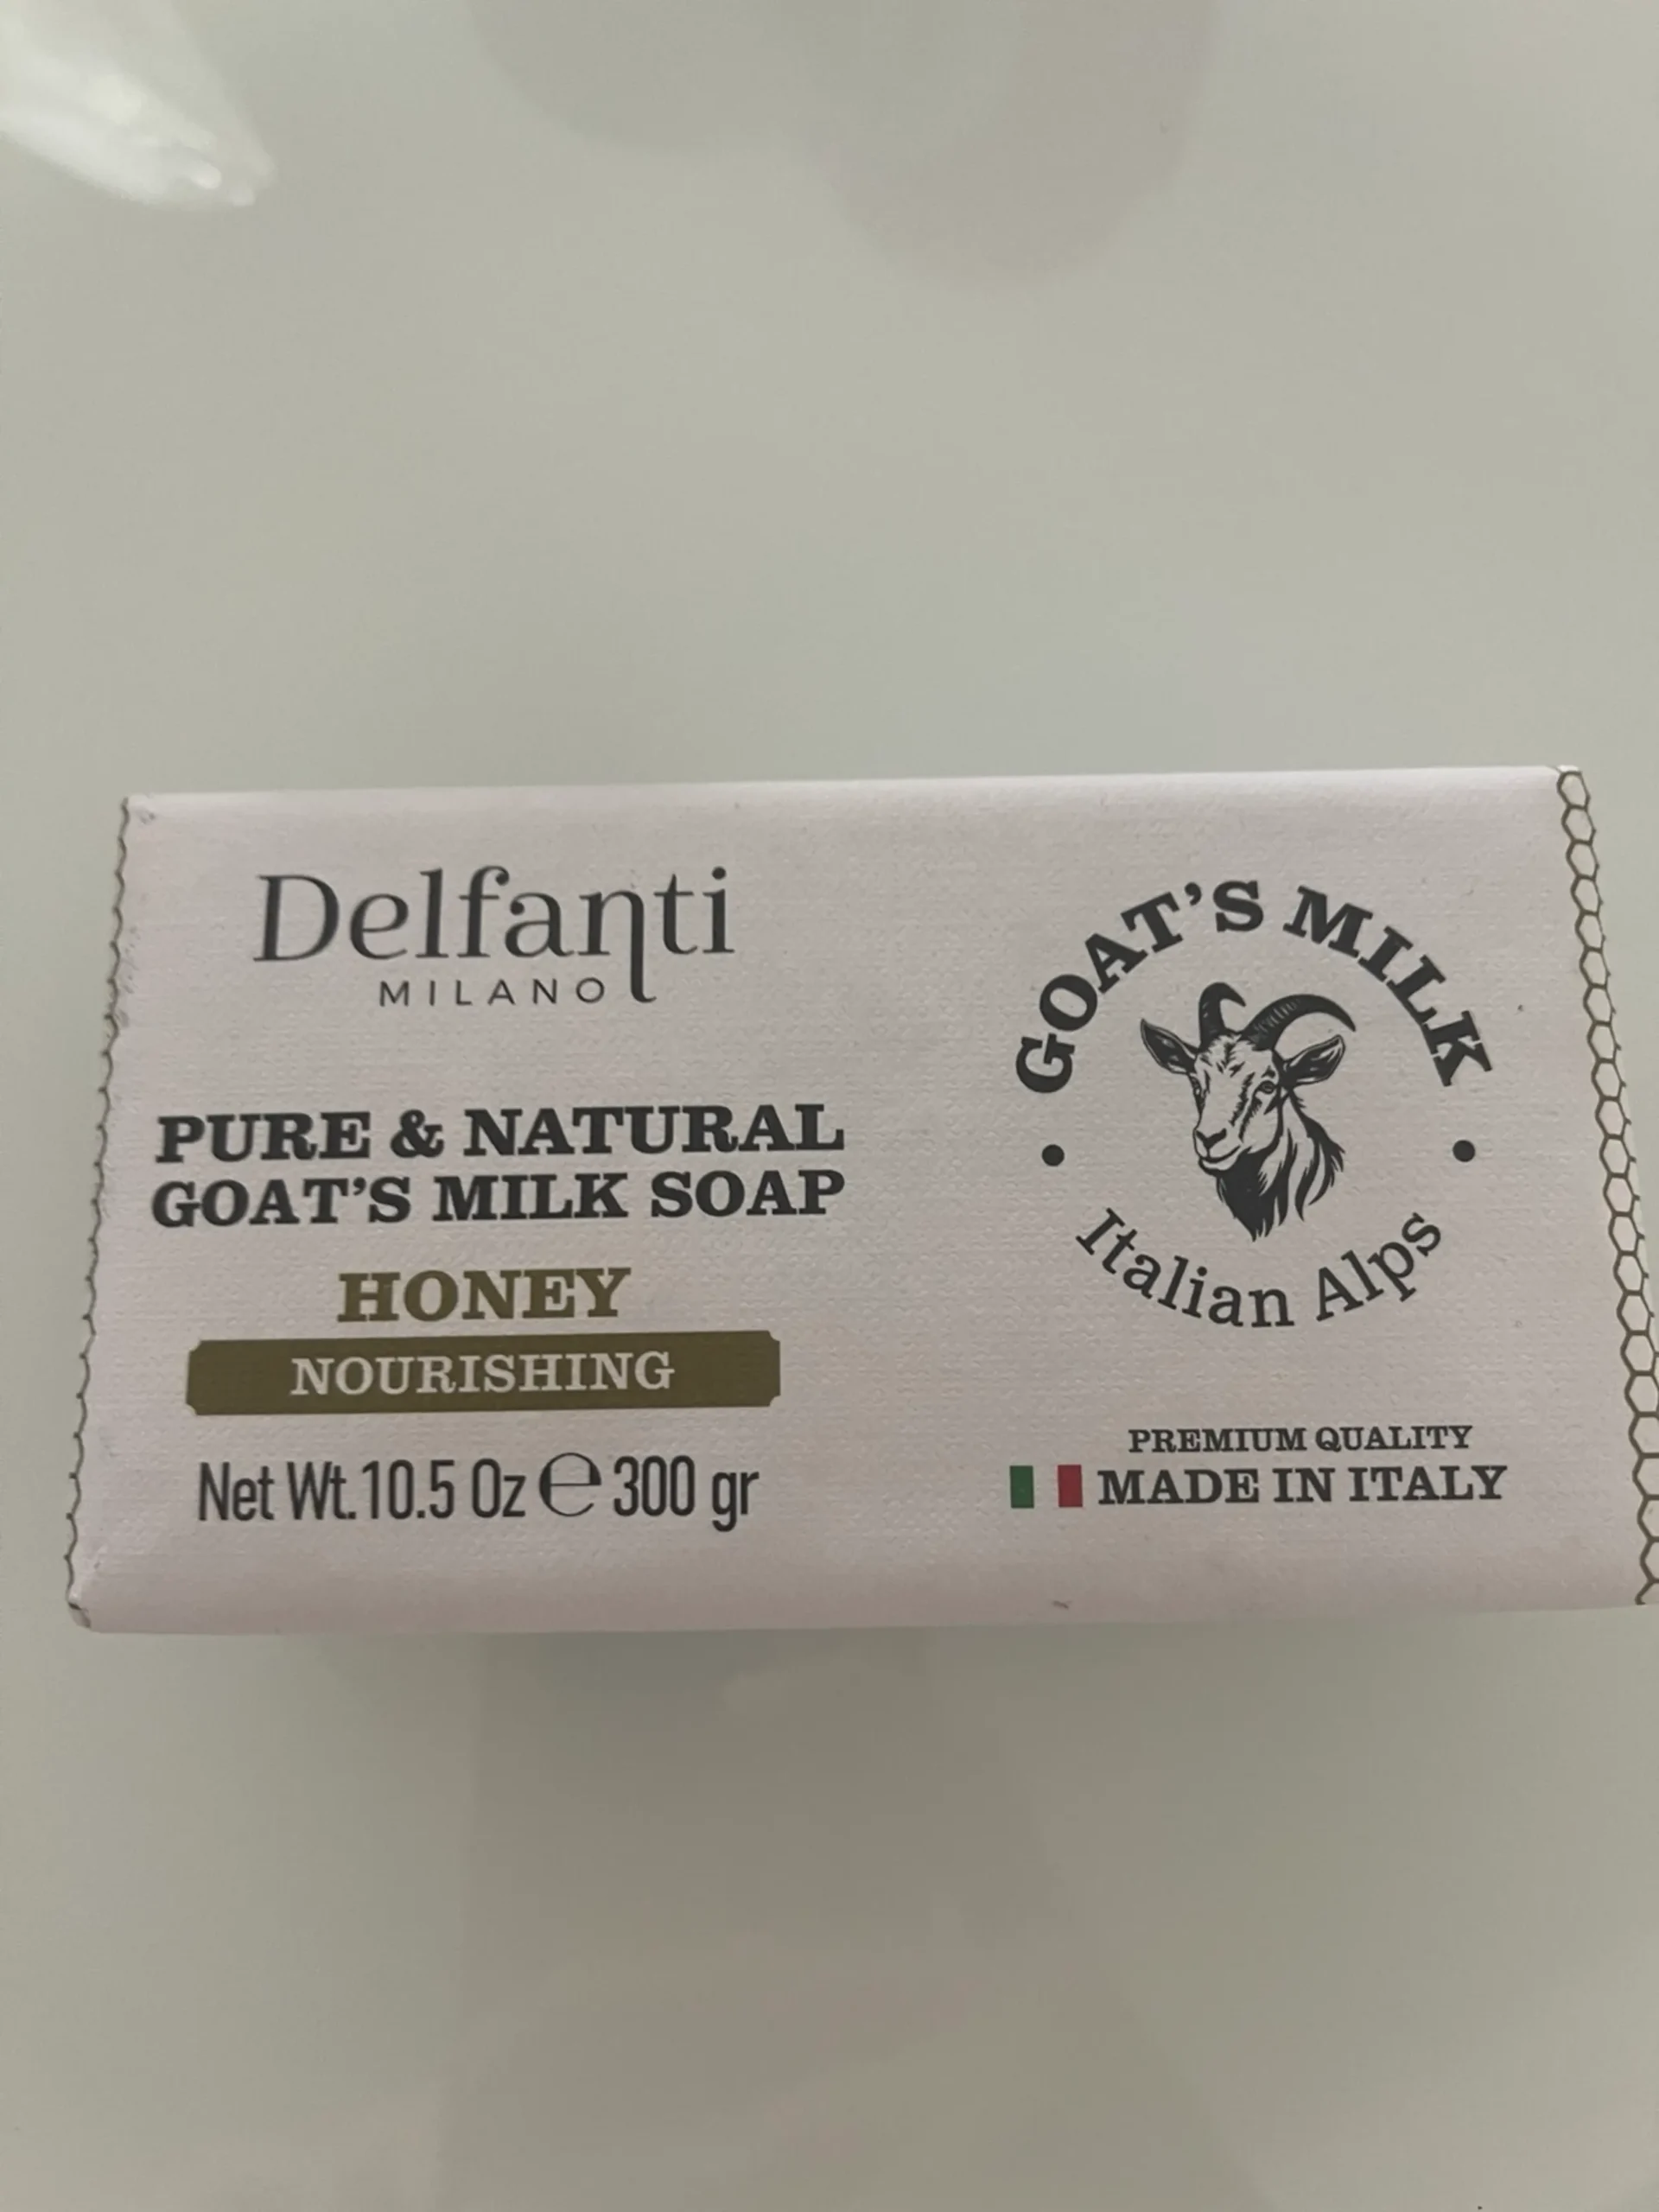 Delfanti
MILANO
PURE & NATURAL
GOAT'S MILK SOAP
HONEY
NOURISHING
Net Wt.10.5 Oz ℮ 300 gr
GOAT'S MILK
Italian Alps
PREMIUM QUALITY
MADE IN ITALY